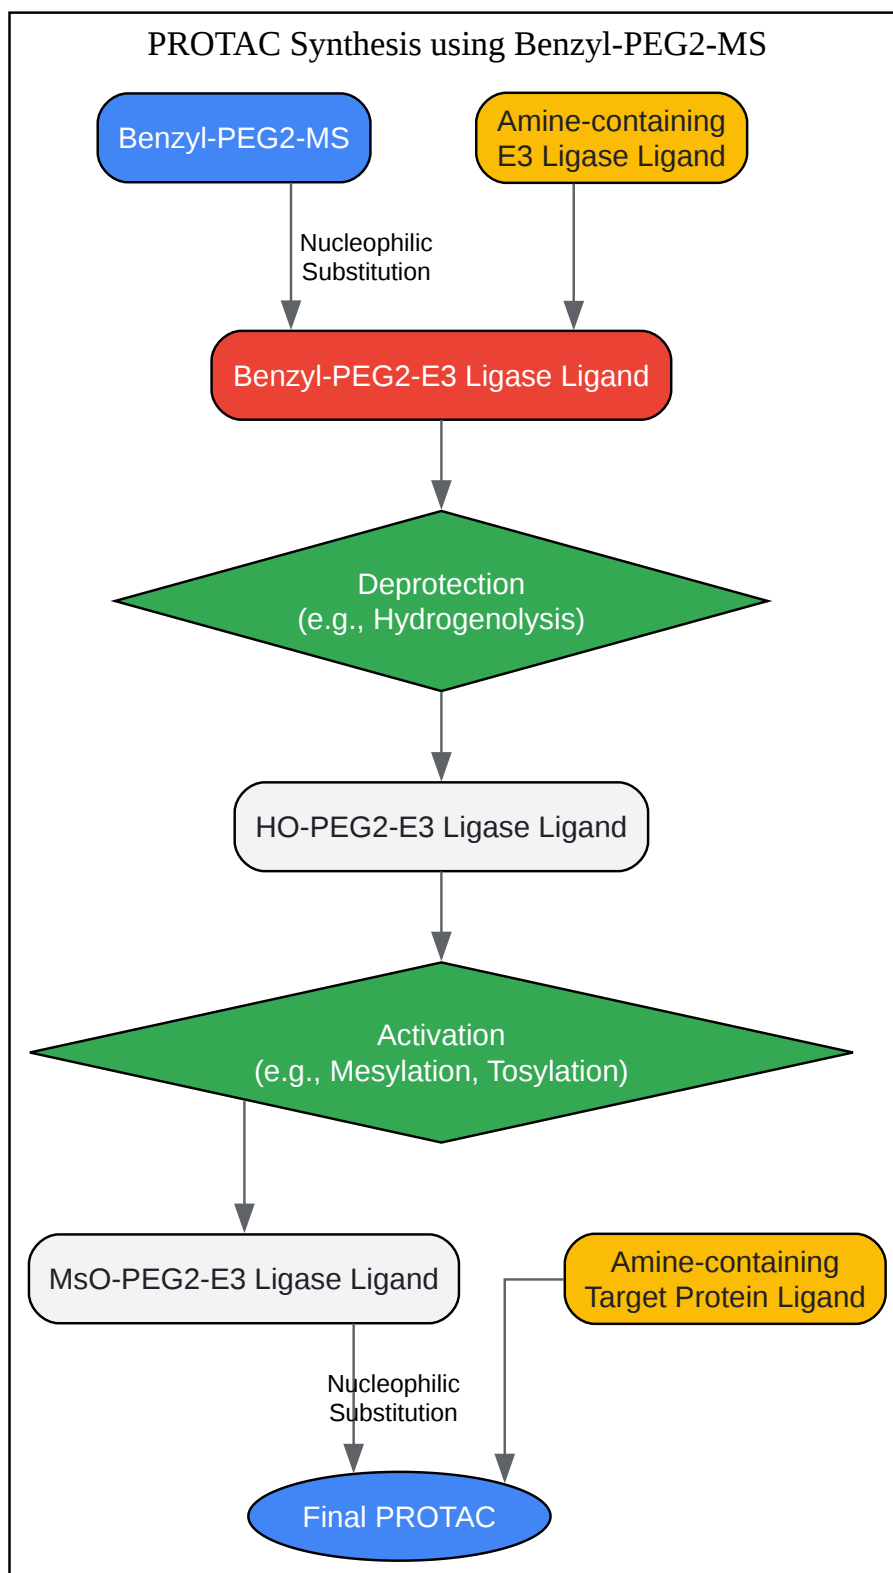 PROTAC Synthesis using Benzyl-PEG2-MS
Benzyl-PEG2-MS
Amine-containing
E3 Ligase Ligand
Nucleophilic
Substitution
Benzyl-PEG2-E3 Ligase Ligand
Deprotection
(e.g., Hydrogenolysis)
HO-PEG2-E3 Ligase Ligand
Activation
(e.g., Mesylation, Tosylation)
MsO-PEG2-E3 Ligase Ligand
Amine-containing
Target Protein Ligand
Nucleophilic
Substitution
Final PROTAC